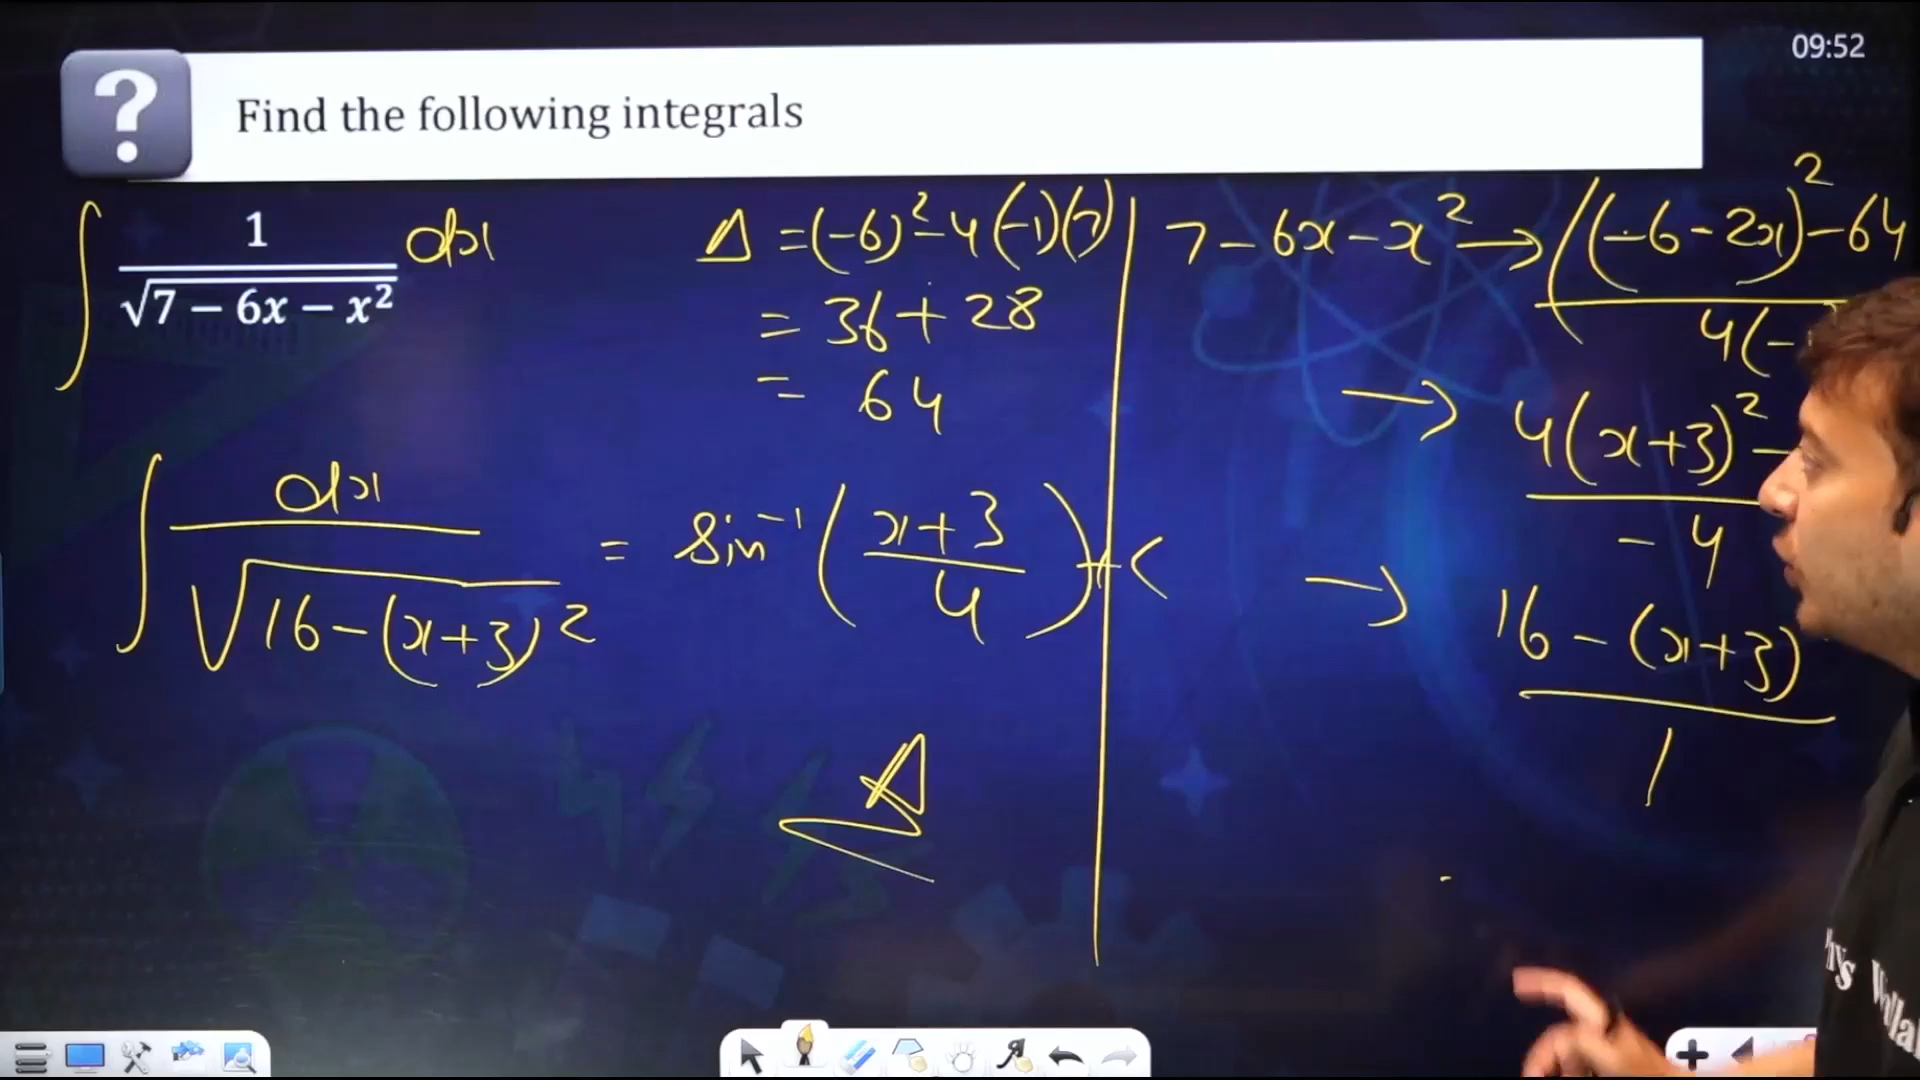 09:52
?
Find the following integrals
∫ 1/√7 − 6x − x² dx
Δ = (-6)² - 4(-1)(7)
= 36 + 28
= 64
∫ dx/√16-(x+3)² = sin⁻¹(x+3/4) + C
7 - 6x - x² → ((-6-2x)² - 64/4(-
→ 4(x+3)² -/-4
→ 16 - (x+3)/1